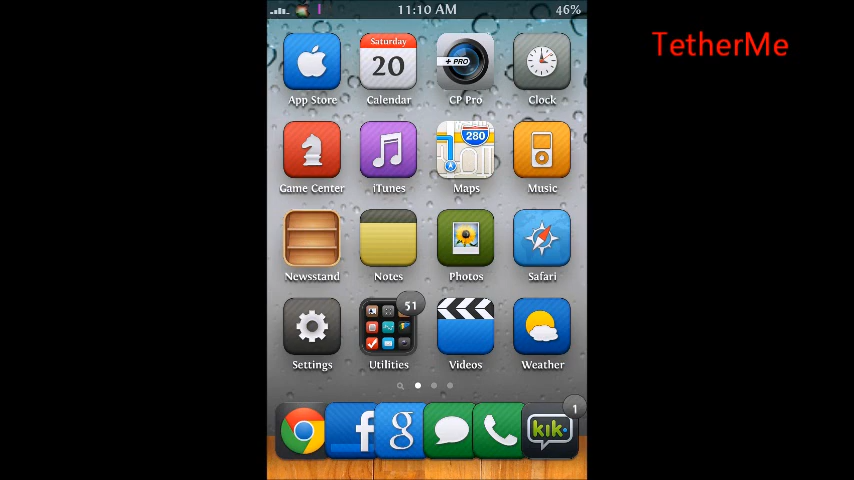 11:10 AM
46%
TetherMe
Saturday
20
+ PRO
App Store
Calendar
CP Pro
Clock
280
Game Center
iTunes
Maps
Music
Newsstand
Notes
Photos
Safari
51
Settings
Utilities
Videos
Weather
1
f
g
kik